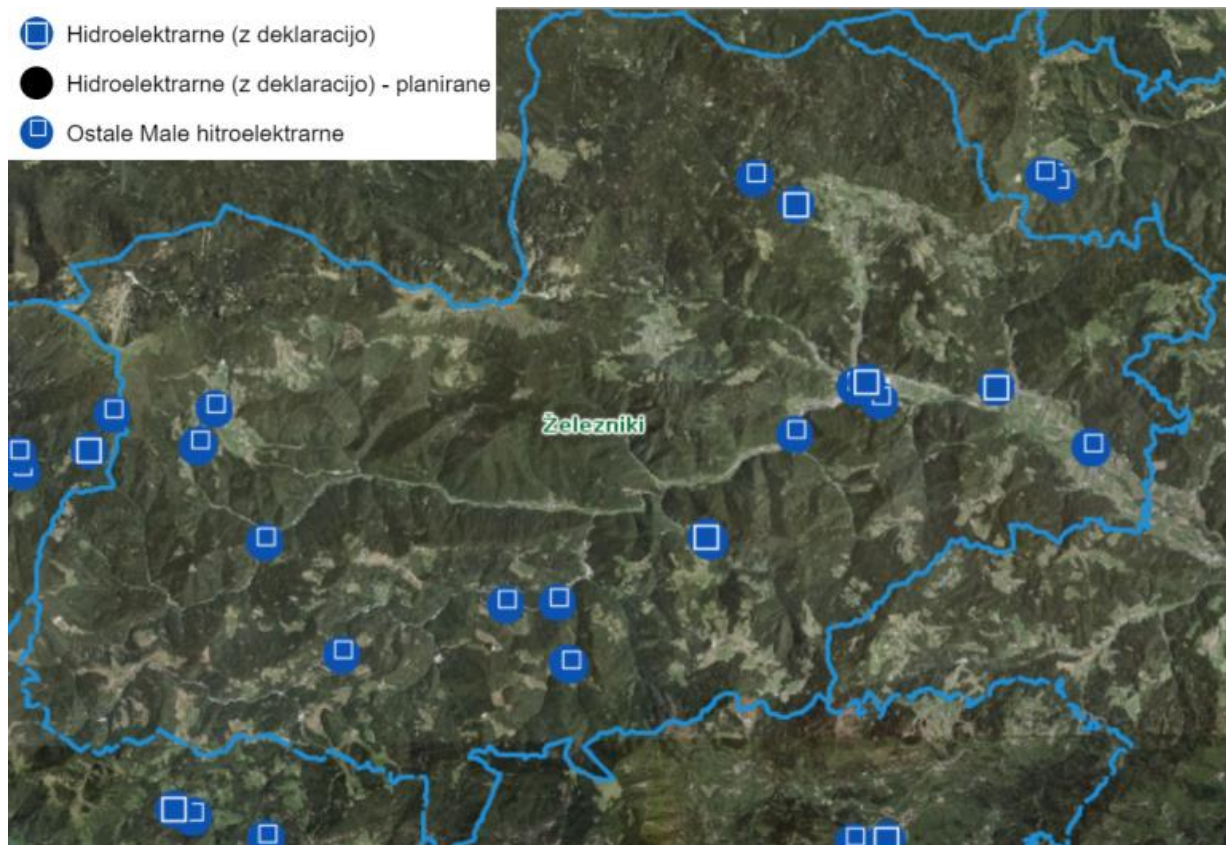 Hidroelektrarne (z deklaracijo)
Hidroelektrarne (z deklaracijo) - planirane
Ostale Male hitroelektrarne
Železniki